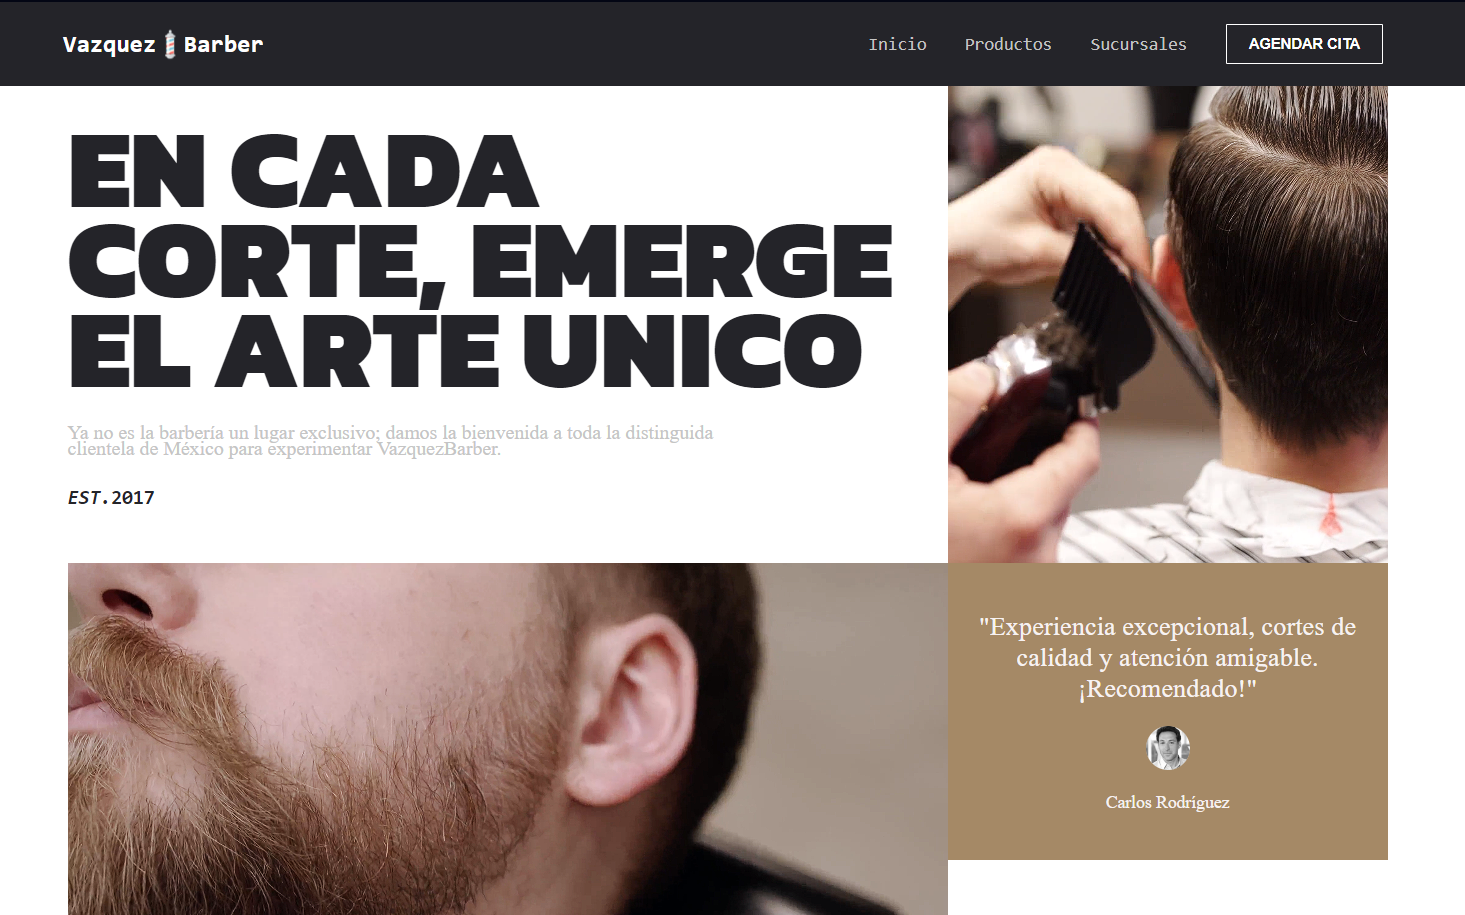 Vazquez Barber
Inicio Productos Sucursales AGENDAR CITA
EN CADA
CORTE, EMERGE
EL ARTE UNICO
Ya no es la barbería un lugar exclusivo; damos la bienvenida a toda la distinguida
clientela de México para experimentar VazquezBarber.
EST.2017
"Experiencia excepcional, cortes de
calidad y atención amigable.
¡Recomendado!"
Carlos Rodríguez